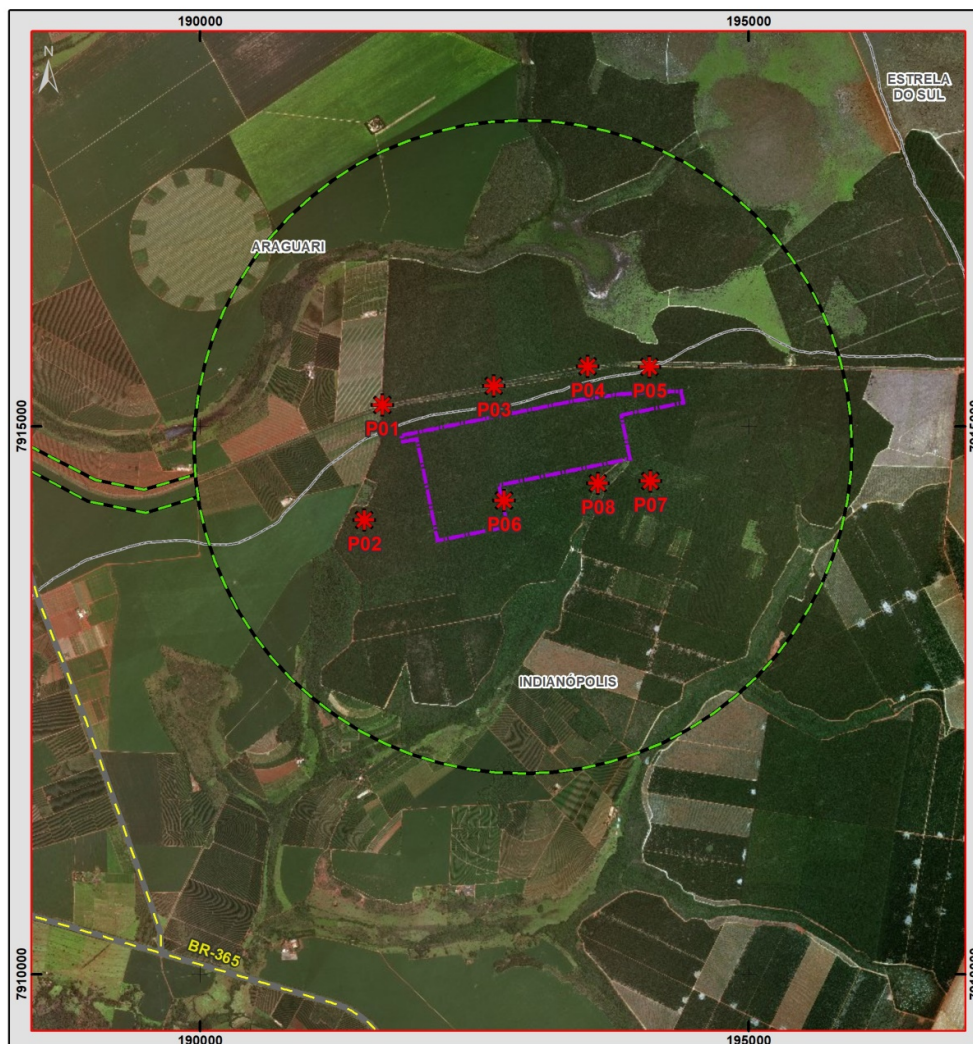 190000
195000
N
ESTRELA
DO SUL
ARAGUARI
P04
P05
P03
P01
7915000
7915000
P08
P07
P06
P02
INDIANÓPOLIS
BR-365
7910000
190000
195000